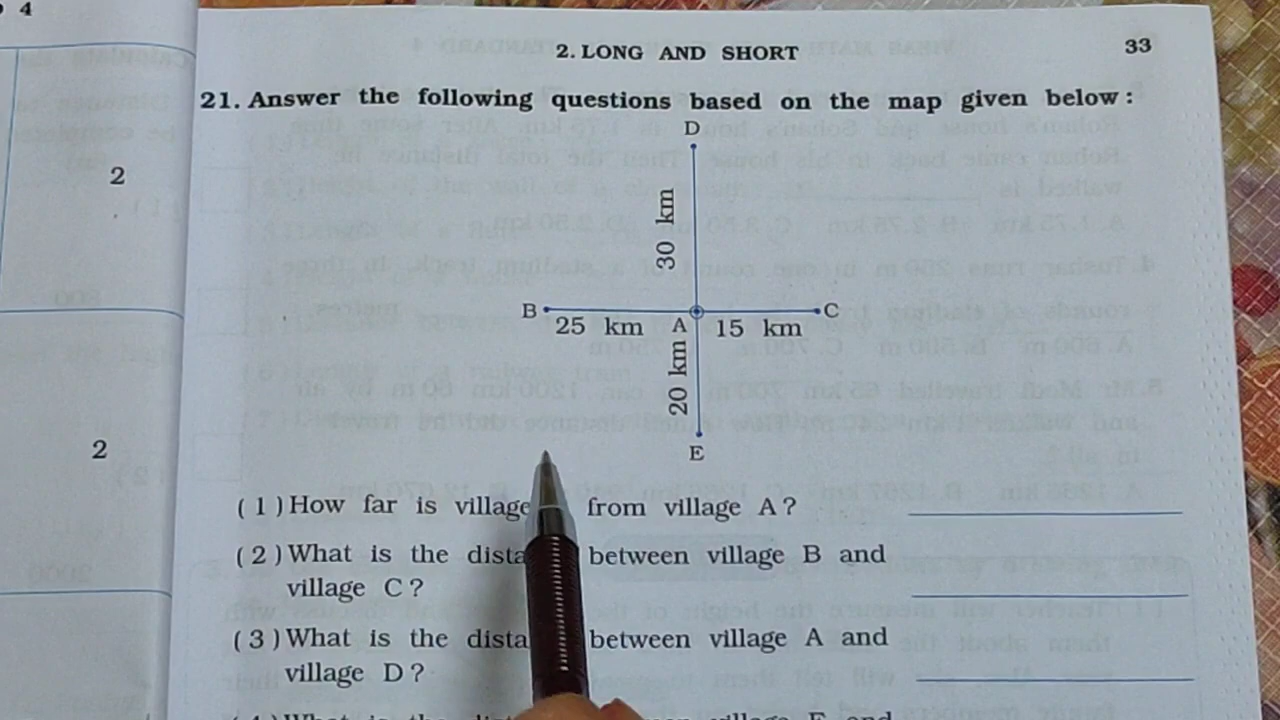 4
2
2
2. LONG AND SHORT
33
21. Answer the following questions based on the map given below :
D
30 km
B
C
25 km
A
15 km
20 km
E
( 1 ) How far is village from village A ?
( 2 ) What is the dista between village B and
village C ?
( 3 ) What is the dista between village A and
village D ?